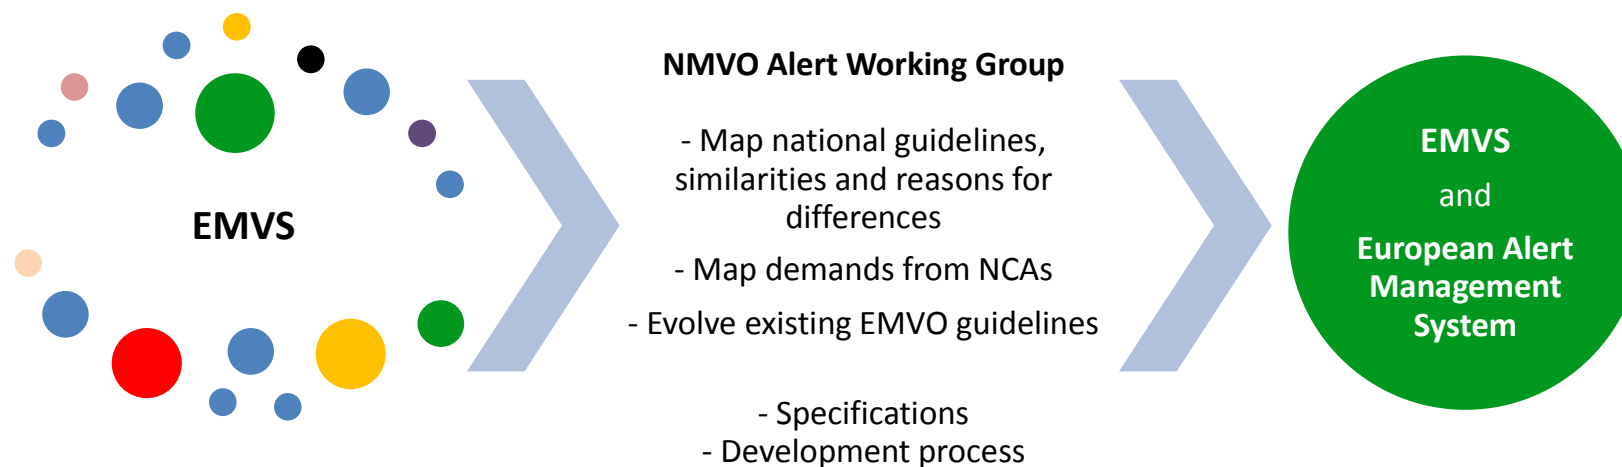 EMVS
NMVO Alert Working Group
- Map national guidelines,
similarities and reasons for
differences
- Map demands from NCAs
- Evolve existing EMVO guidelines
- Specifications
- Development process
EMVS
and
European Alert
Management
System